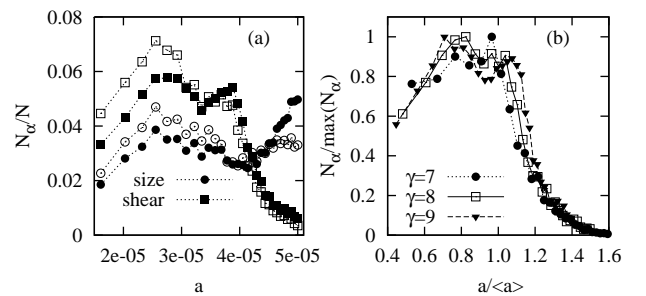 (a)
0.08
0.06
0.04
0.02
0
N_α/N
size
shear
2e-05 3e-05 4e-05 5e-05
a
(b)
1
0.8
0.6
0.4
0.2
0
N_α/max(N_α)
γ=7
γ=8
γ=9
0.4 0.6 0.8 1.0 1.2 1.4 1.6
a/<a>